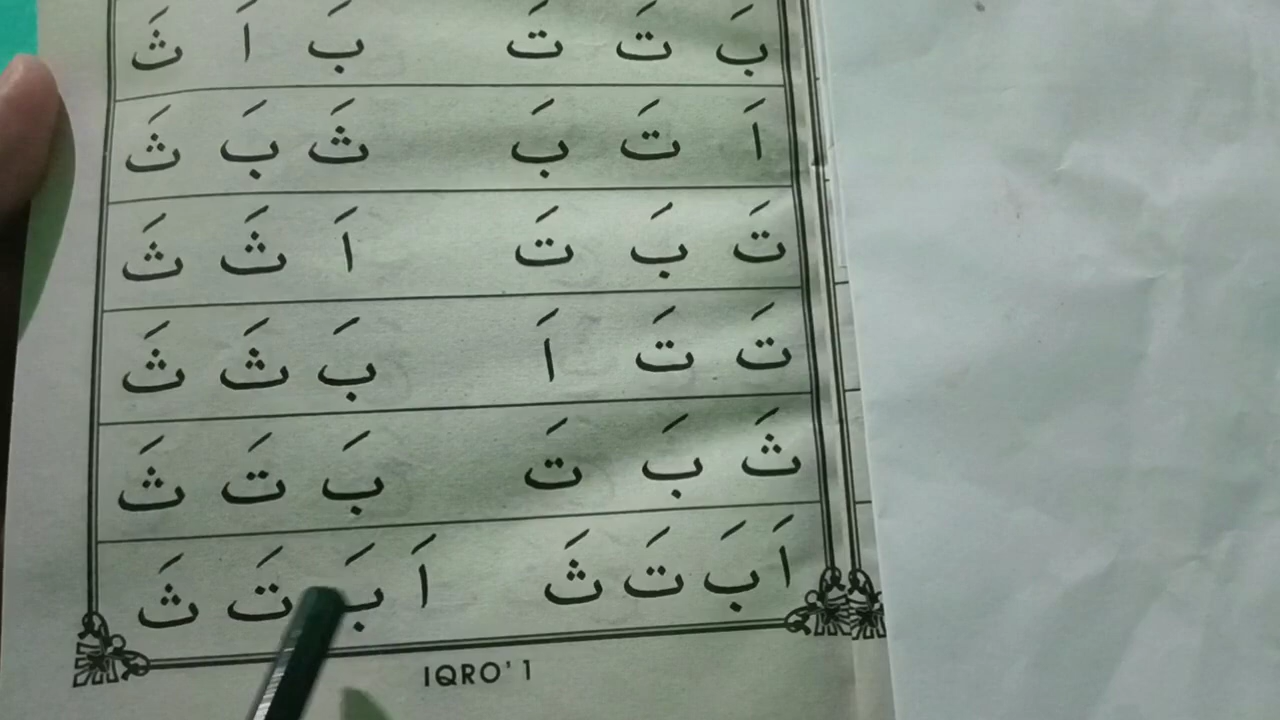 بَ تَ تَ بَ اَ ثَ
اَ تَ بَ ثَ بَ ثَ
تَ بَ تَ اَ ثَ ثَ
تَ تَ اَ بَ ثَ ثَ
ثَ بَ تَ بَ تَ ثَ
اَ بَ تَ ثَ اَ بَ تَ ثَ
IQRO' 1